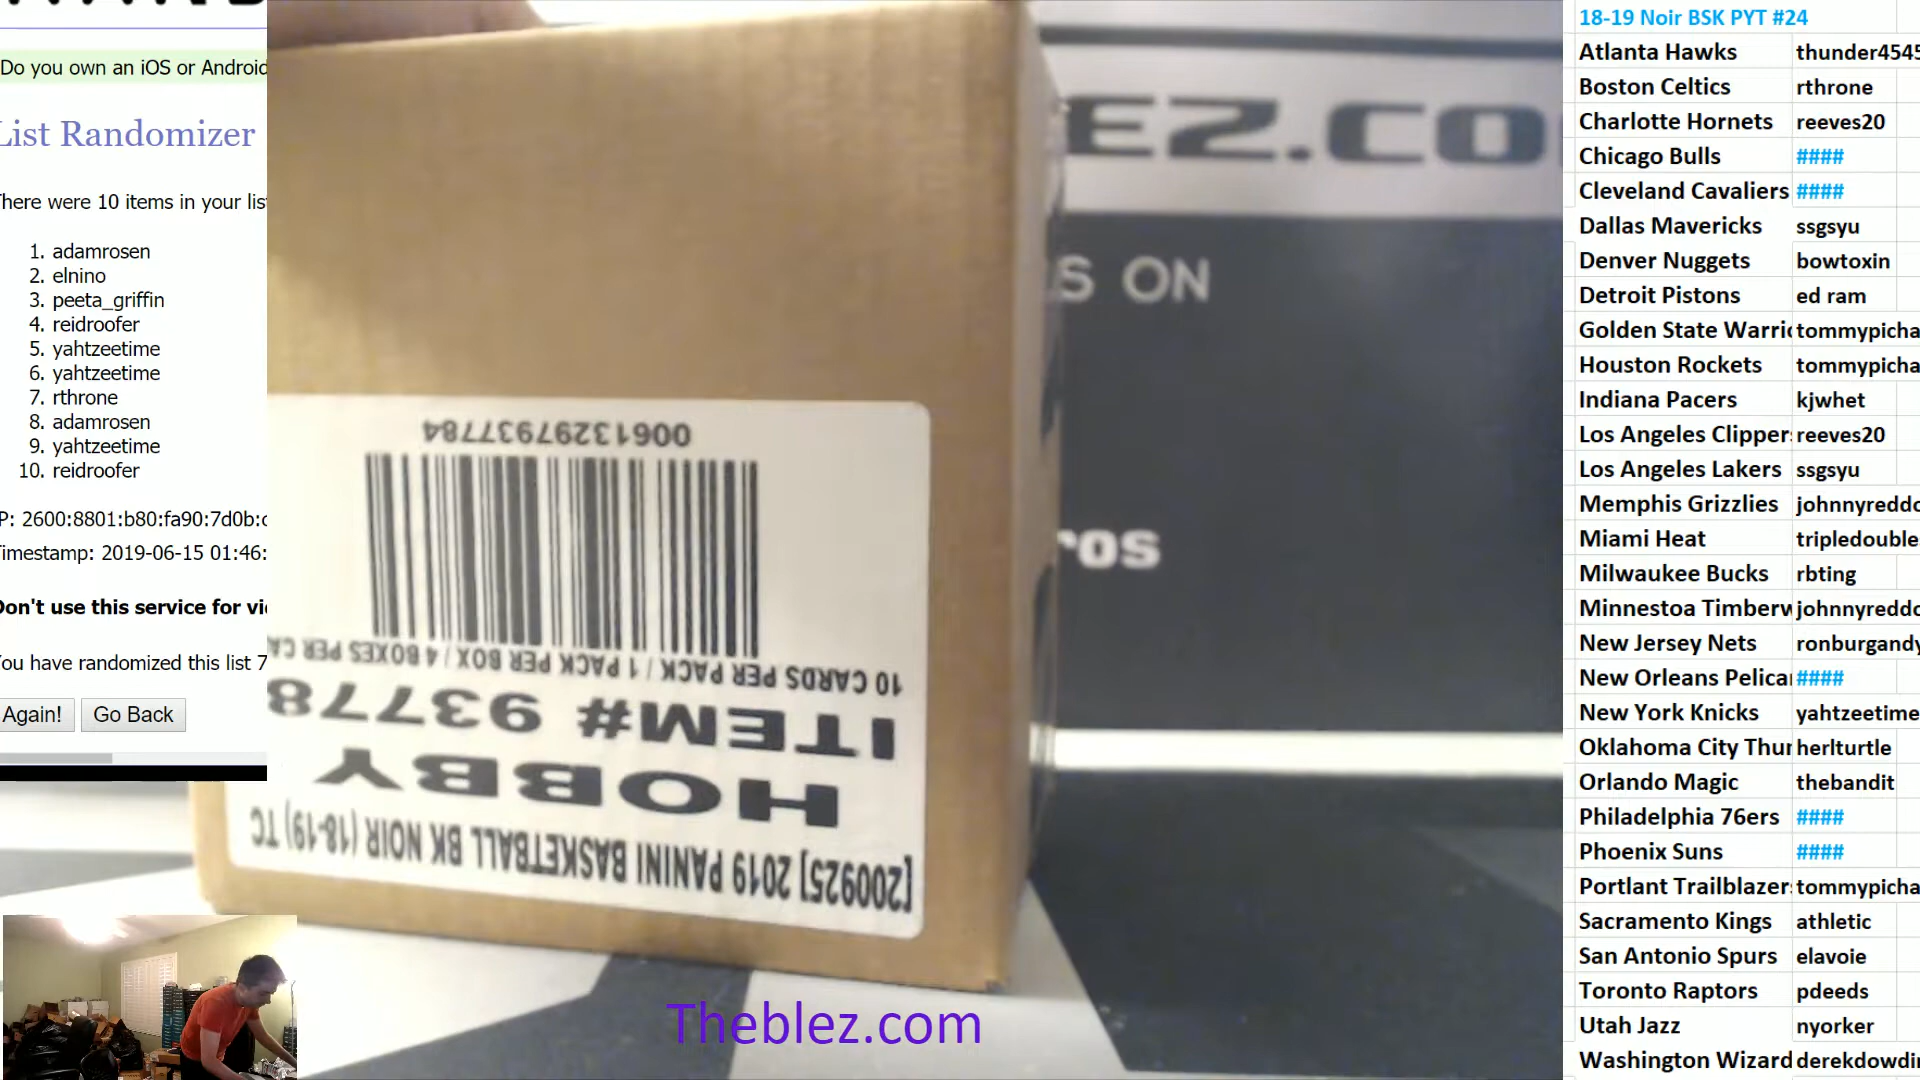 Do you own an iOS or Android
List Randomizer
here were 10 items in your lis
1. adamrosen
2. elnino
3. peeta_griffin
4. reidroofer
5. yahtzeetime
6. yahtzeetime
7. rthrone
8. adamrosen
9. yahtzeetime
10. reidroofer
P: 2600:8801:b80:fa90:7d0b:c
Timestamp: 2019-06-15 01:46:
Don't use this service for vi
You have randomized this list 7
Again! Go Back
EZ.CO
S ON
ros
[200925] 2019 PANINI BASKETBALL BK NOIR (18-19) TC
HOBBY
ITEM# 93778
10 CARDS PER PACK / 1 PACK PER BOX / 4 BOXES PER CA
00613297937784
Theblez.com
18-19 Noir BSK PYT #24
Atlanta Hawks thunder4545
Boston Celtics rthrone
Charlotte Hornets reeves20
Chicago Bulls ####
Cleveland Cavaliers ####
Dallas Mavericks ssgsyu
Denver Nuggets bowtoxin
Detroit Pistons ed ram
Golden State Warric tommypicha
Houston Rockets tommypicha
Indiana Pacers kjwhet
Los Angeles Clipper reeves20
Los Angeles Lakers ssgsyu
Memphis Grizzlies johnnyreddo
Miami Heat tripledouble
Milwaukee Bucks rbting
Minnestoa Timberw johnnyreddo
New Jersey Nets ronburgandy
New Orleans Pelica ####
New York Knicks yahtzeetime
Oklahoma City Thu herlturtle
Orlando Magic thebandit
Philadelphia 76ers ####
Phoenix Suns ####
Portlant Trailblazer tommypicha
Sacramento Kings athletic
San Antonio Spurs elavoie
Toronto Raptors pdeeds
Utah Jazz nyorker
Washington Wizard derekdowdin